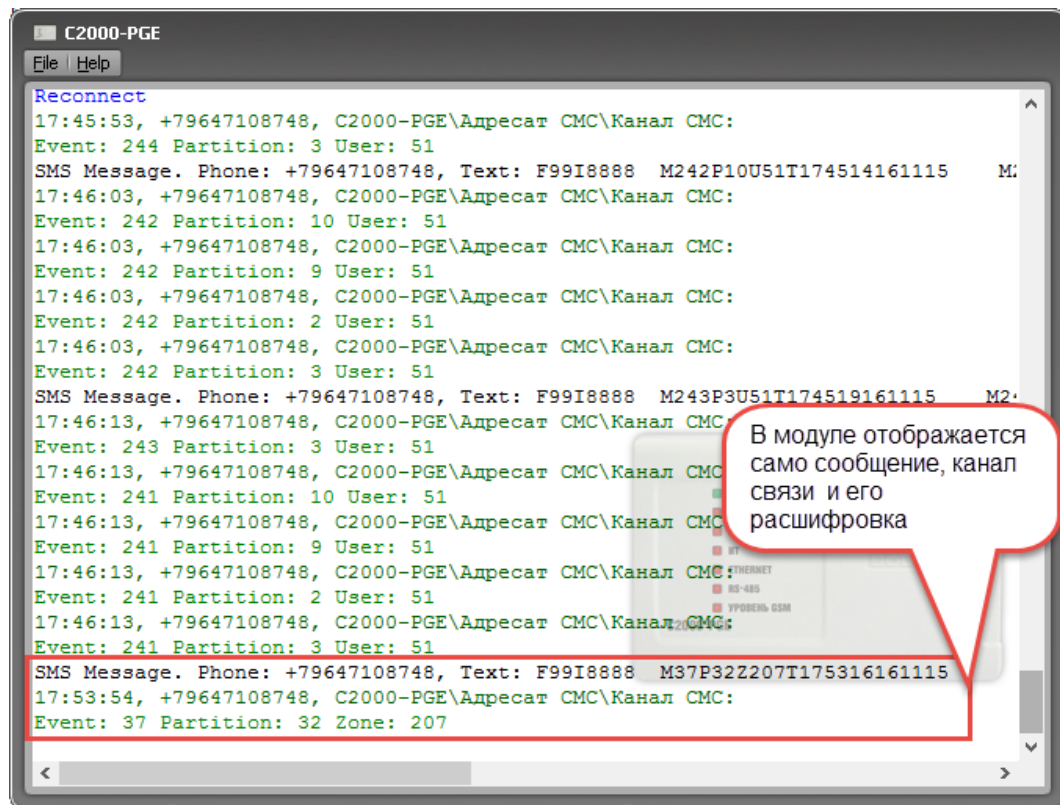 C2000-PGE
File Help
Reconnect
17:45:53, +79647108748, C2000-PGE\Адресат СМС\Канал СМС:
Event: 244 Partition: 3 User: 51
SMS Message. Phone: +79647108748, Text: F99I8888 M242P10U51T174514161115
17:46:03, +79647108748, C2000-PGE\Адресат СМС\Канал СМС:
Event: 242 Partition: 10 User: 51
17:46:03, +79647108748, C2000-PGE\Адресат СМС\Канал СМС:
Event: 242 Partition: 9 User: 51
17:46:03, +79647108748, C2000-PGE\Адресат СМС\Канал СМС:
Event: 242 Partition: 2 User: 51
17:46:03, +79647108748, C2000-PGE\Адресат СМС\Канал СМС:
Event: 242 Partition: 3 User: 51
SMS Message. Phone: +79647108748, Text: F99I8888 M243P3U51T174519161115
17:46:13, +79647108748, C2000-PGE\Адресат СМС\Канал СМС
Event: 243 Partition: 3 User: 51
17:46:13, +79647108748, C2000-PGE\Адресат СМС\Канал СМС
Event: 241 Partition: 10 User: 51
17:46:13, +79647108748, C2000-PGE\Адресат СМС\Канал СМС
Event: 241 Partition: 9 User: 51
17:46:13, +79647108748, C2000-PGE\Адресат СМС\Канал СМС:
Event: 241 Partition: 2 User: 51
17:46:13, +79647108748, C2000-PGE\Адресат СМС\Канал СМС:
Event: 241 Partition: 3 User: 51
SMS Message. Phone: +79647108748, Text: F99I8888 M37P32Z207T175316161115
17:53:54, +79647108748, C2000-PGE\Адресат СМС\Канал СМС:
Event: 37 Partition: 32 Zone: 207
В модуле отображается
само сообщение, канал
связи и его
расшифровка
ETHERNET
RS-485
УРОВЕНЬ GSM